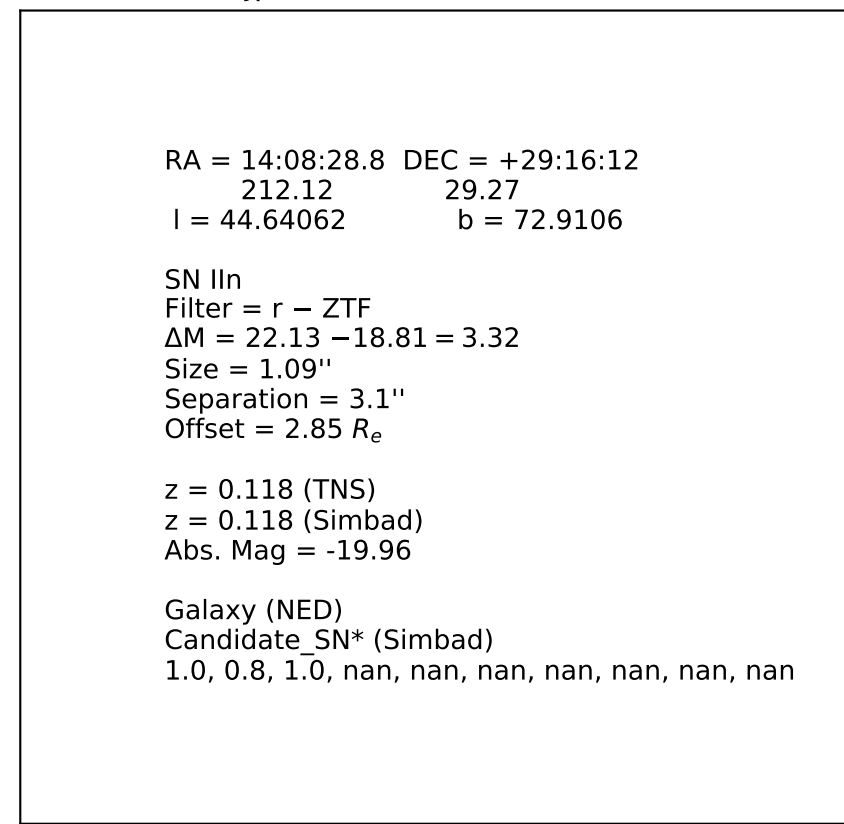 RA = 14:08:28.8 DEC = +29:16:12
212.12 29.27
l = 44.64062 b = 72.9106
SN IIn
Filter = r − ZTF
ΔM = 22.13 −18.81 = 3.32
Size = 1.09''
Separation = 3.1''
Offset = 2.85 Rₑ
z = 0.118 (TNS)
z = 0.118 (Simbad)
Abs. Mag = -19.96
Galaxy (NED)
Candidate_SN* (Simbad)
1.0, 0.8, 1.0, nan, nan, nan, nan, nan, nan, nan